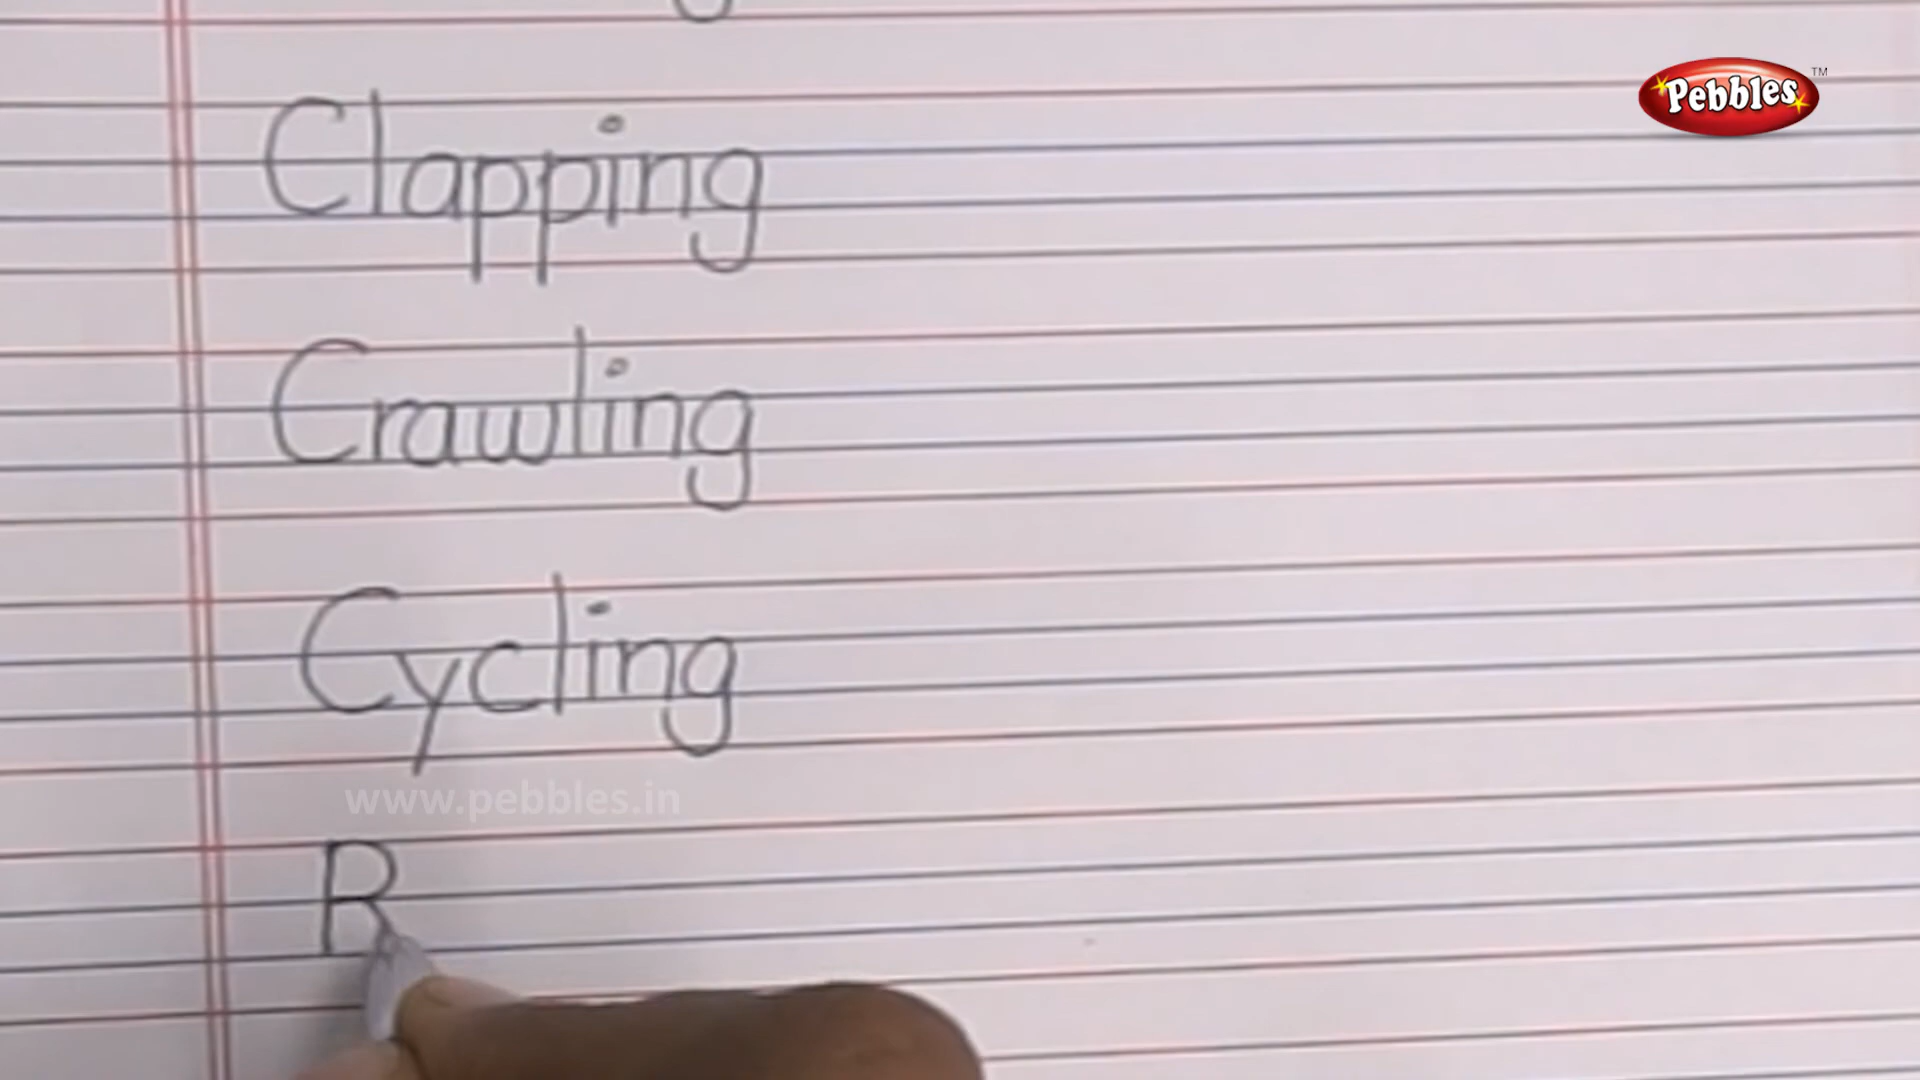 Pebbles TM
Clapping
Crawling
Cycling
www.pebbles.in
R